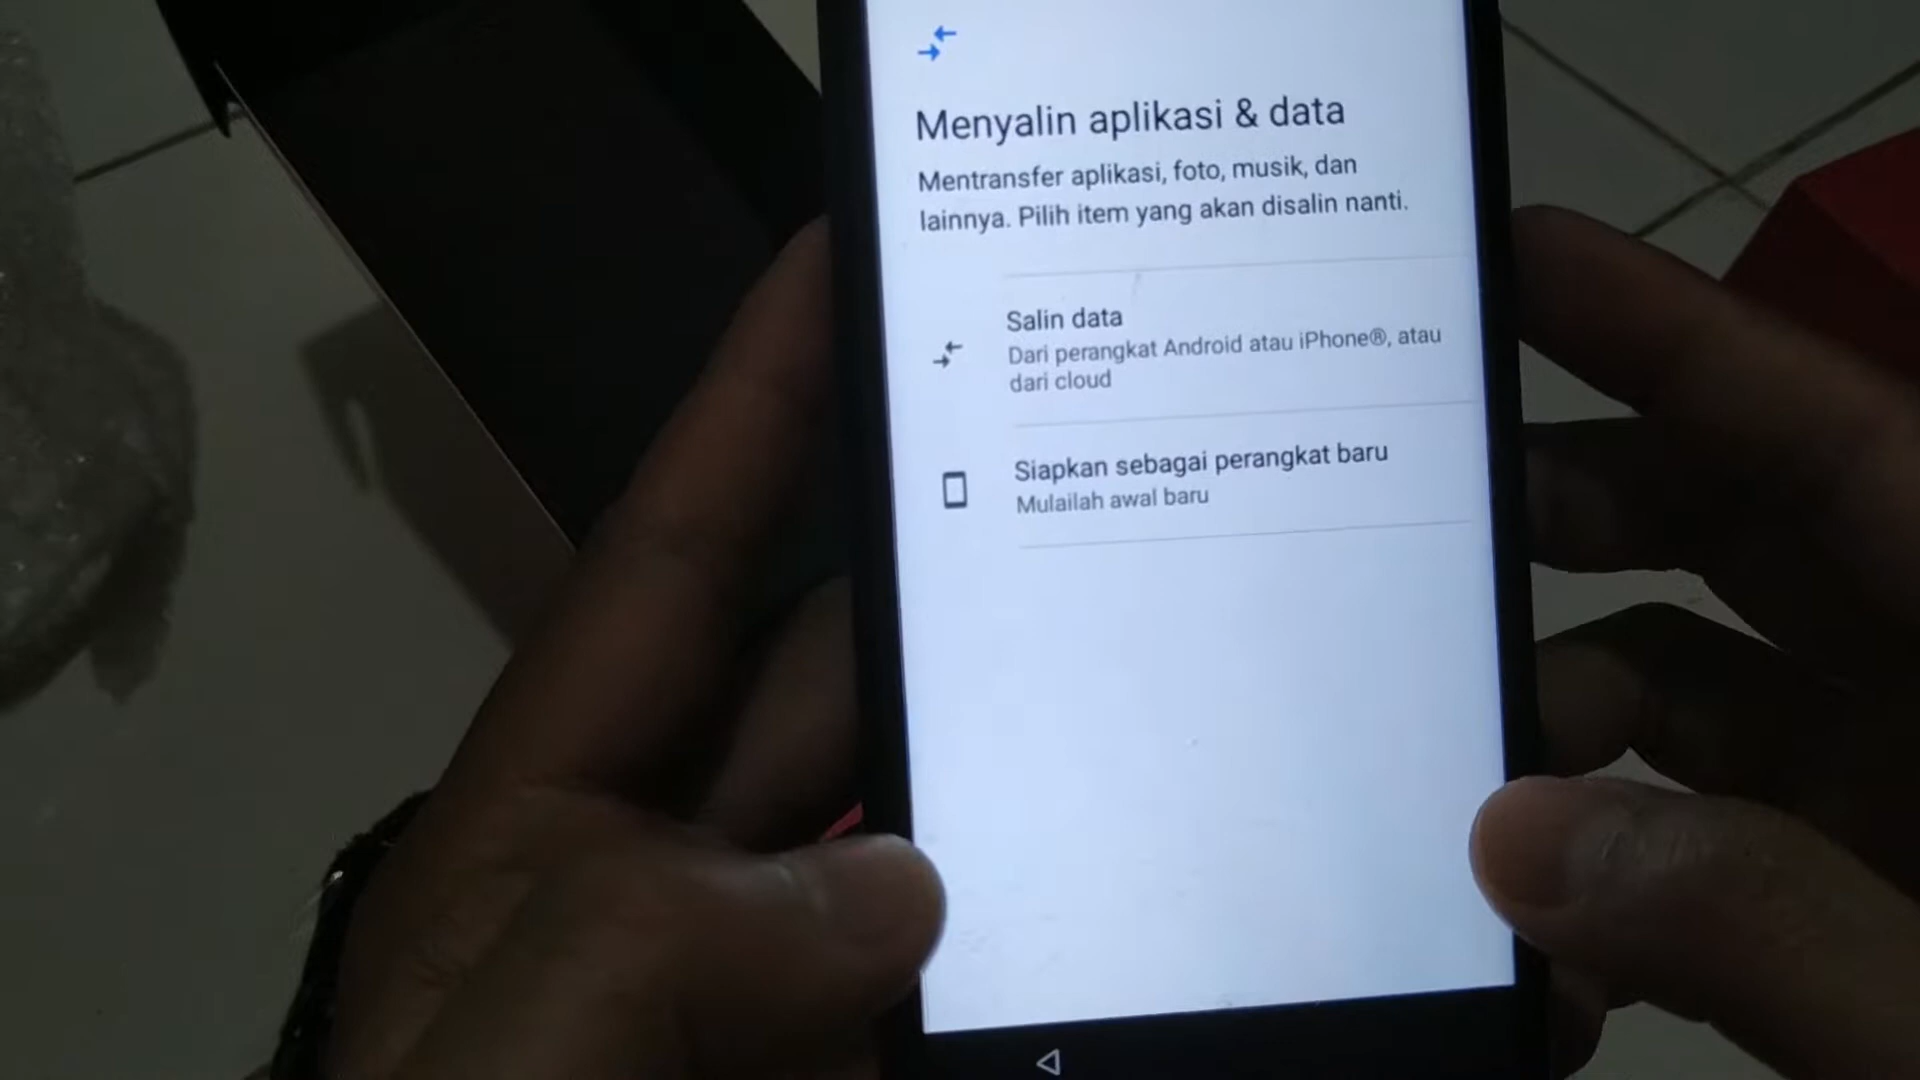 Menyalin aplikasi & data
Mentransfer aplikasi, foto, musik, dan
lainnya. Pilih item yang akan disalin nanti.
Salin data
Dari perangkat Android atau iPhone®, atau
dari cloud
Siapkan sebagai perangkat baru
Mulailah awal baru